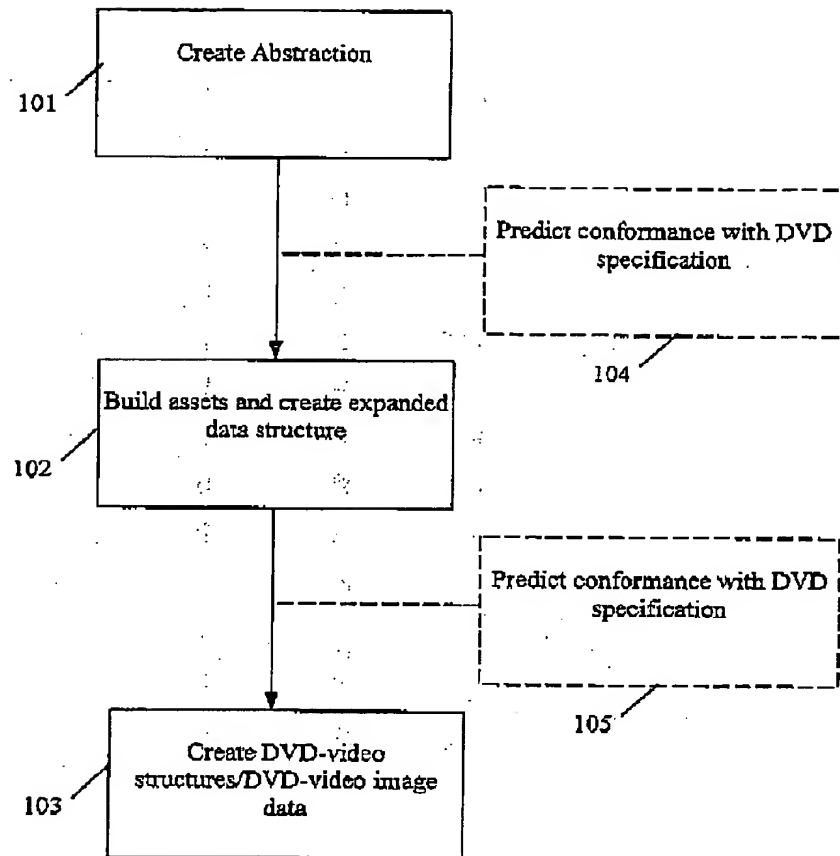 Create Abstraction
101
Predict conformance with DVD
specification
104
Build assets and create expanded
data structure
102
Predict conformance with DVD
specification
105
Create DVD-video
structures/DVD-video image
data
103